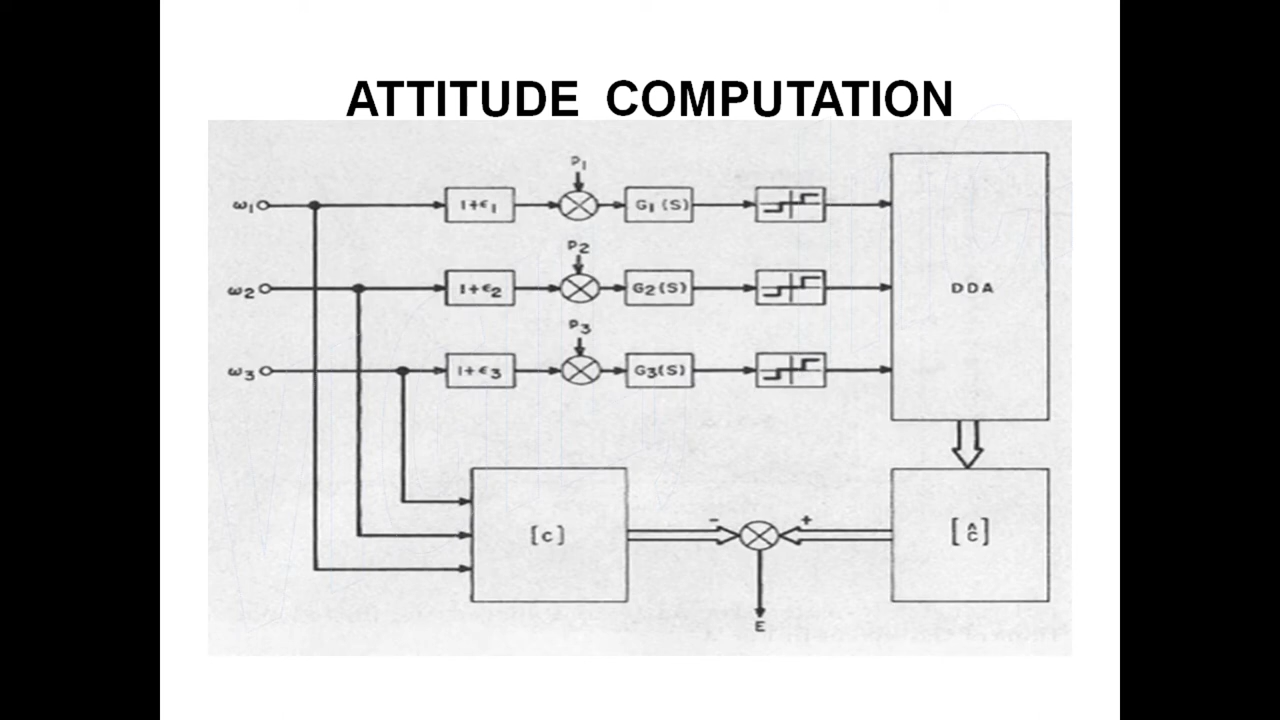 ATTITUDE COMPUTATION
P1
ω1 1+ϵ1 G1(S)
P2
ω2 1+ϵ2 G2(S) DDA
P3
ω3 1+ϵ3 G3(S)
[C] - + [Ĉ]
E